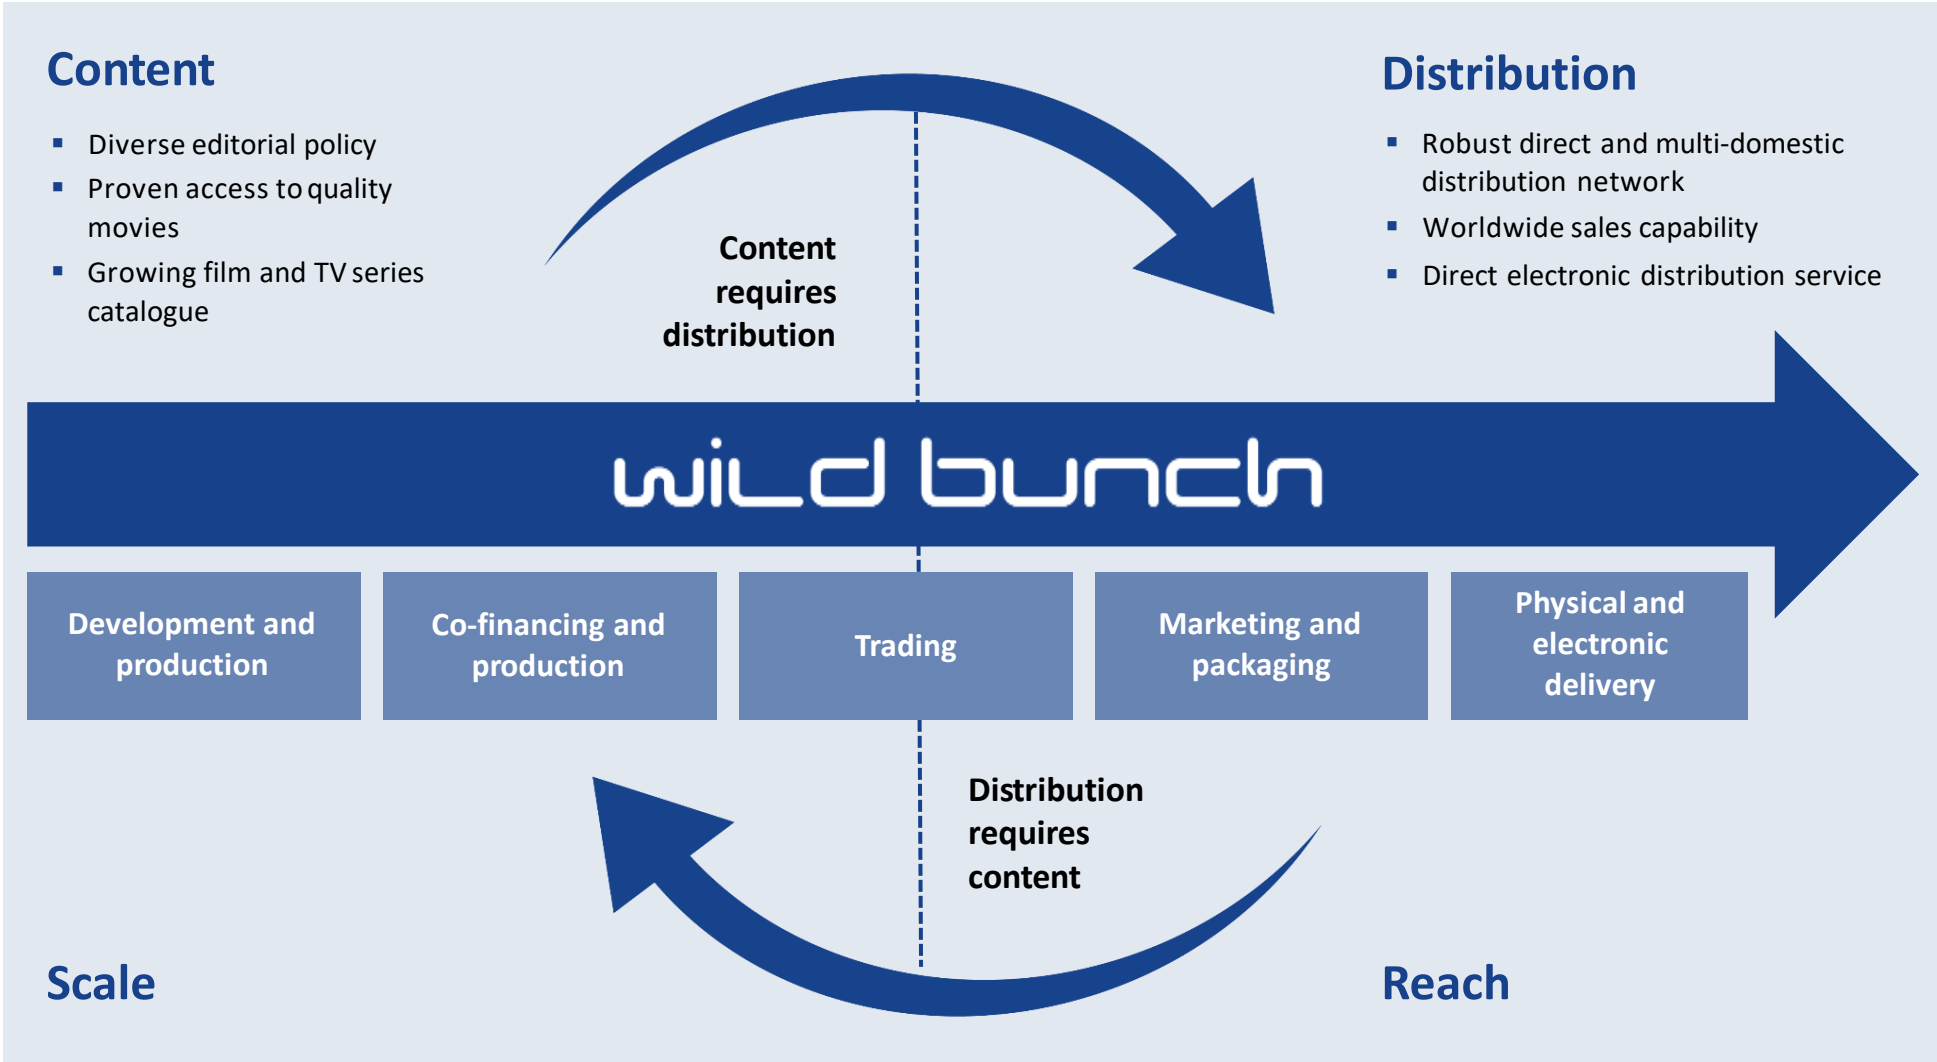 Content
Diverse editorial policy
Proven access to quality
movies
Growing film and TV series
catalogue
Content
requires
distribution
Distribution
Robust direct and multi-domestic
distribution network
Worldwide sales capability
Direct electronic distribution service
wild bunch
Development and
production
Co-financing and
production
Trading
Marketing and
packaging
Physical and
electronic
delivery
Distribution
requires
content
Scale
Reach